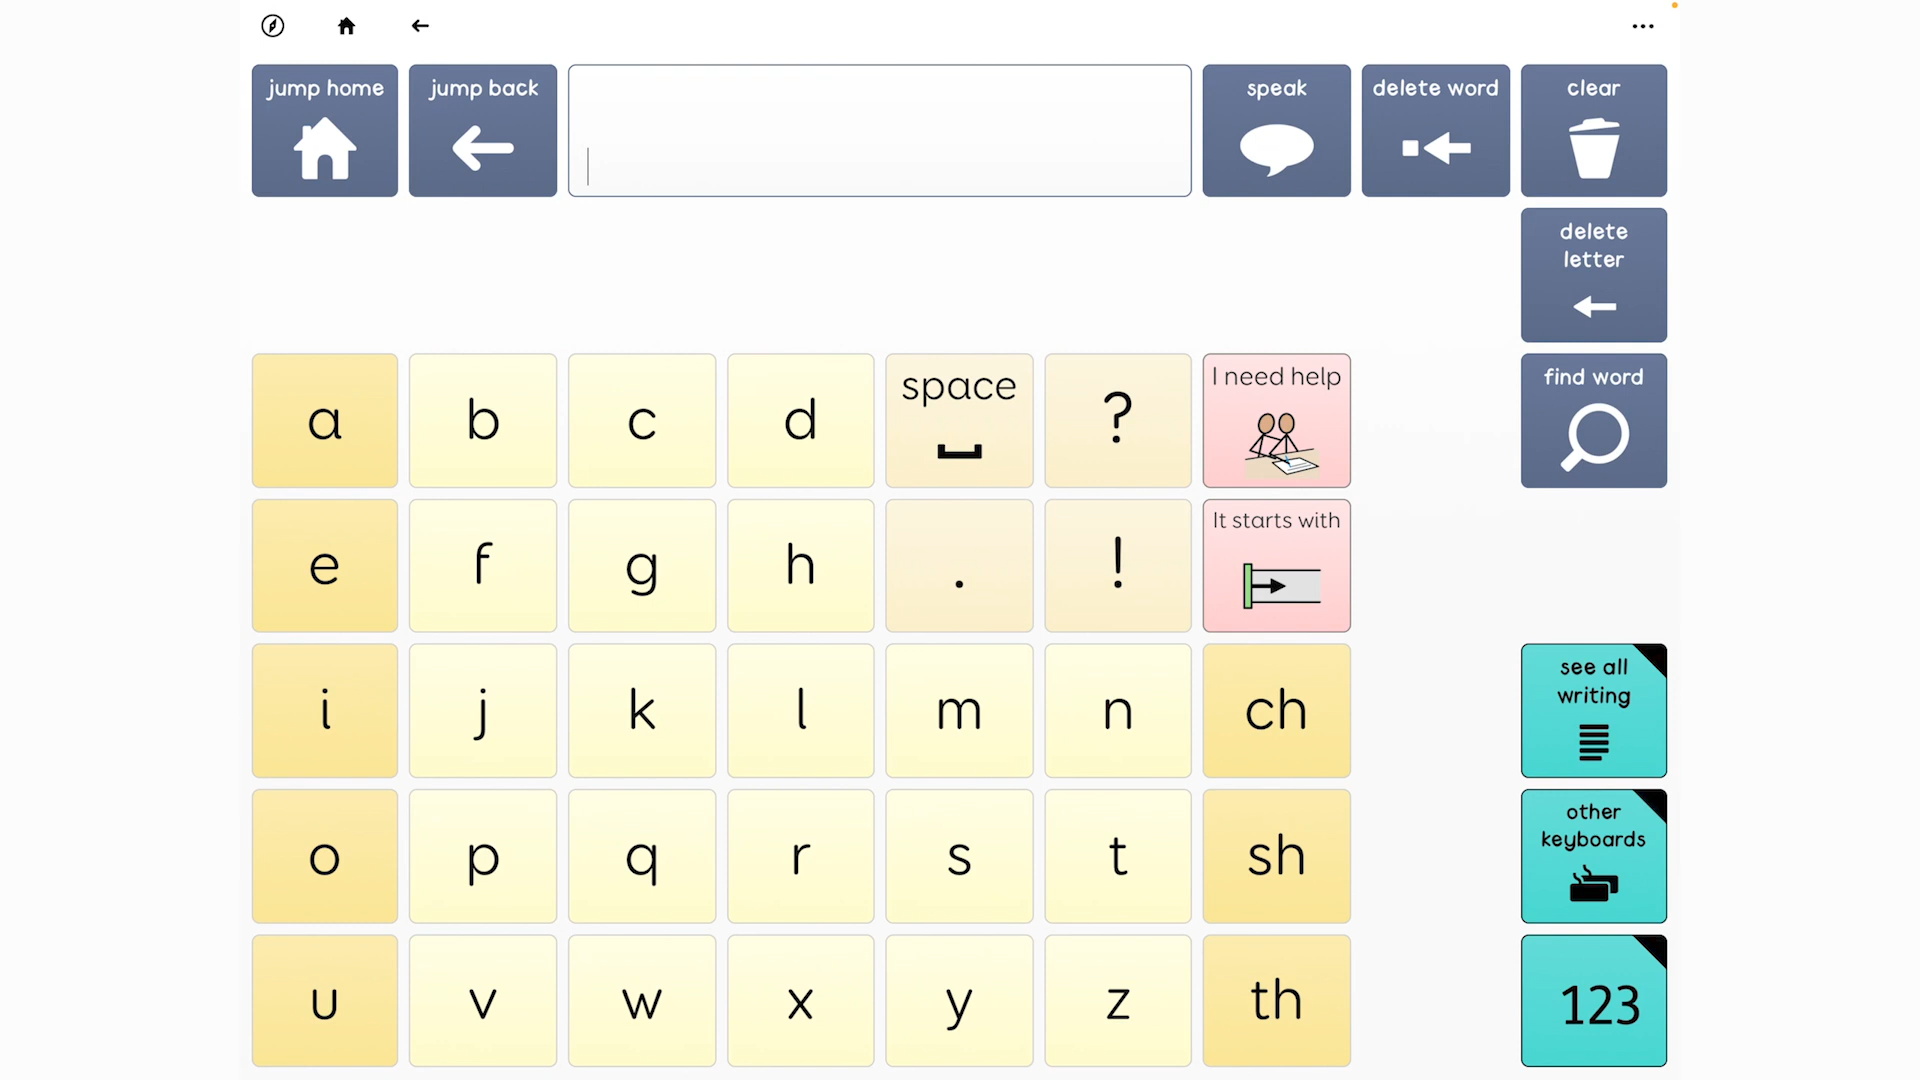 jump home jump back speak delete word clear
delete
letter
a b c d space ? I need help find word
e f g h . ! It starts with
i j k l m n ch see all
writing
o p q r s t sh other
keyboards
u v w x y z th 123